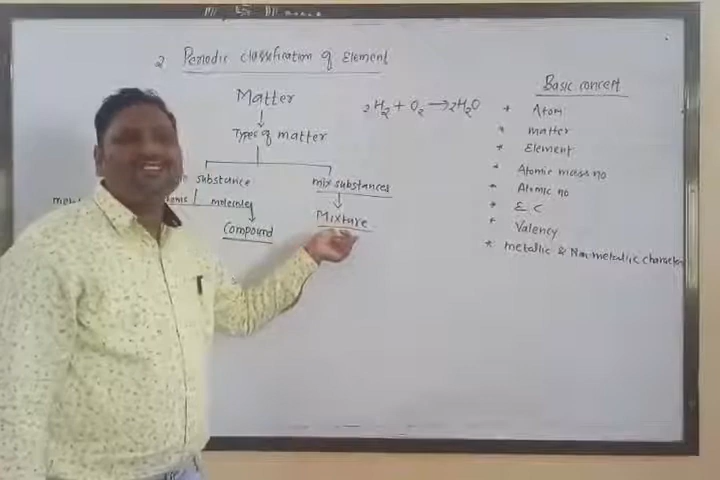 2 Periodic classification of Element
Matter
Types of matter
substance
mix substances
molecules
Compound
Mixture
2H₂ + O₂ → 2H₂O
Basic concept
* Atom
* matter
* Element
* Atomic mass no
* Atomic no
* E.C
* Valency
* metallic & Non-metallic character